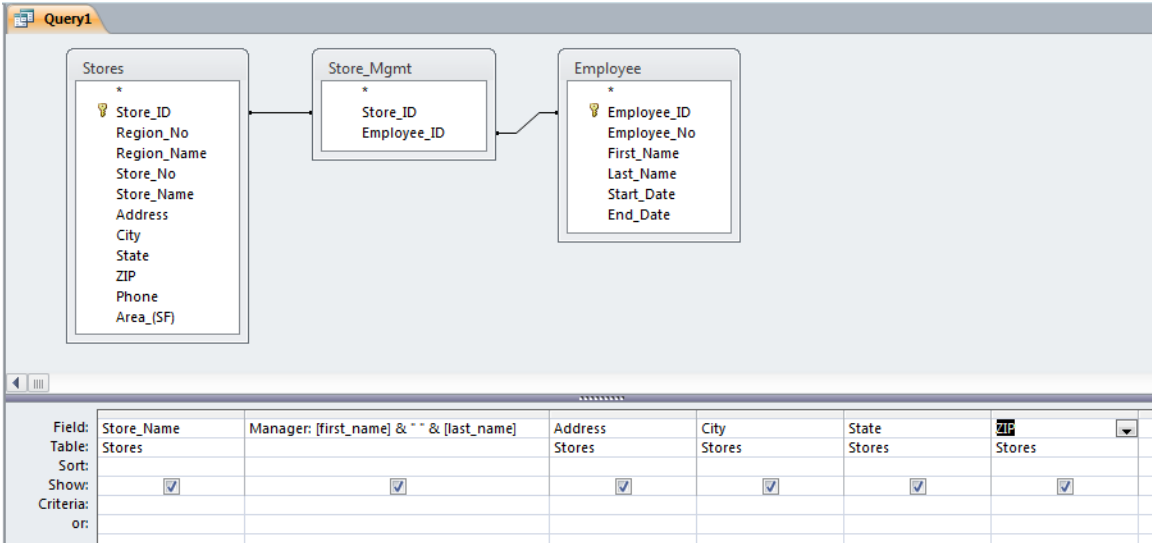 Query1
Stores
*
Store_ID
Region_No
Region_Name
Store_No
Store_Name
Address
City
State
ZIP
Phone
Area_(SF)
Store_Mgmt
*
Store_ID
Employee_ID
Employee
*
Employee_ID
Employee_No
First_Name
Last_Name
Start_Date
End_Date
Field: Store_Name Manager: [first_name] & " " & [last_name] Address City State ZIP
Table: Stores Stores Stores Stores Stores
Sort:
Show:
Criteria:
or: